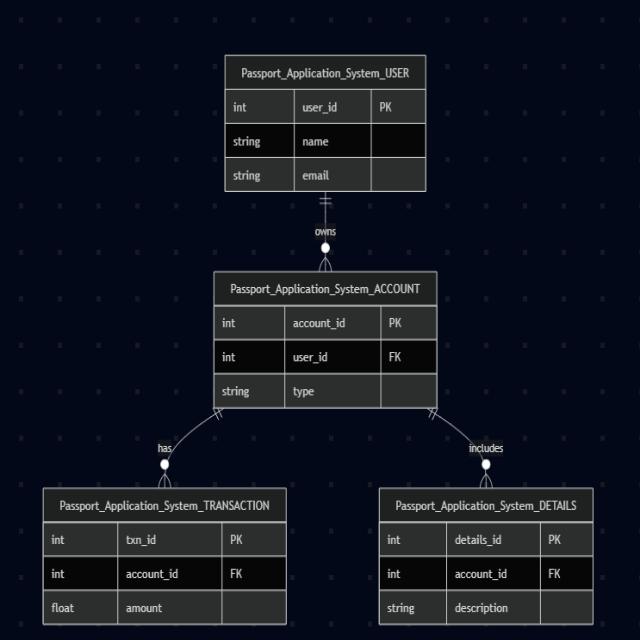 Passport_Application_System_USER
int user_id PK
string name
string email
owns
Passport_Application_System_ACCOUNT
int account_id PK
int user_id FK
string type
has
includes
Passport_Application_System_TRANSACTION
int txn_id PK
int account_id FK
float amount
Passport_Application_System_DETAILS
int details_id PK
int account_id FK
string description